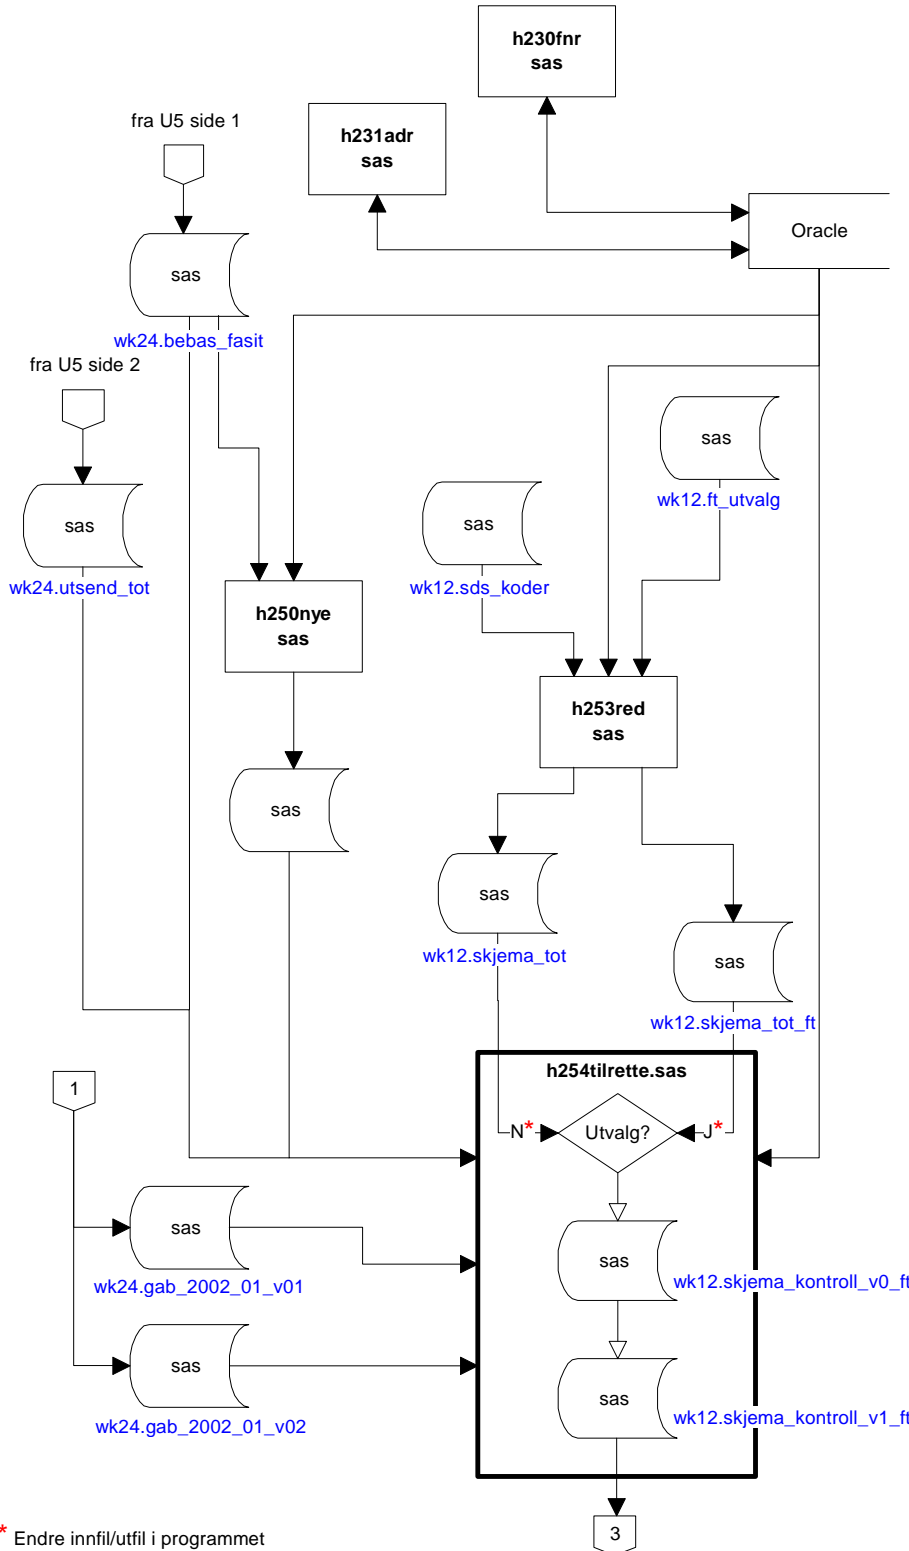 h230fnr
sas
h231adr
sas
fra U5 side 1
Oracle
sas
wk24.bebas_fasit
fra U5 side 2
sas
wk12.ft_utvalg
sas
wk24.utsend_tot
sas
wk12.sds_koder
h250nye
sas
h253red
sas
sas
sas
wk12.skjema_tot
sas
wk12.skjema_tot_ft
h254tilrette.sas
1
N*
Utvalg?
J*
sas
wk24.gab_2002_01_v01
sas
wk12.skjema_kontroll_v0_ft
sas
wk24.gab_2002_01_v02
sas
wk12.skjema_kontroll_v1_ft
3
* Endre innfil/utfil i programmet